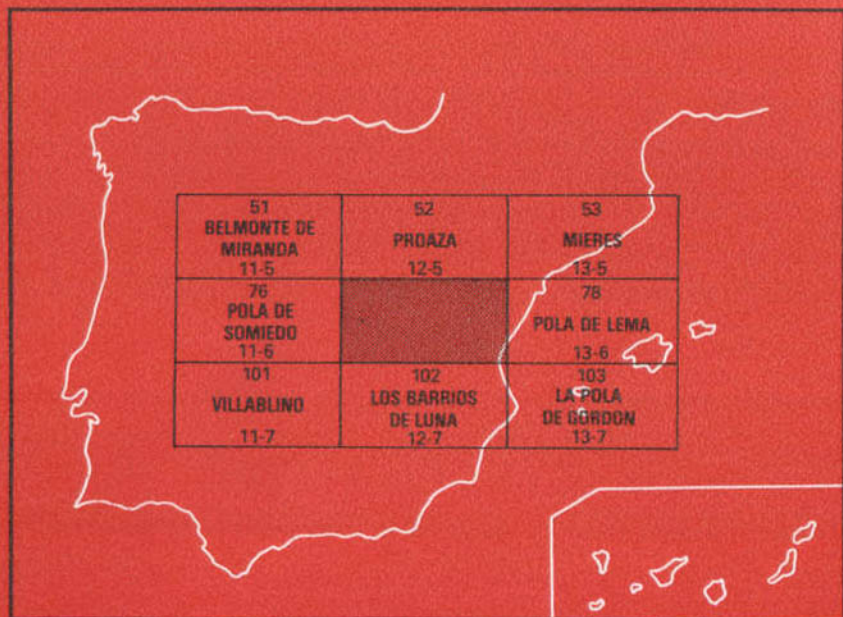 51
BELMONTE DE
MIRANDA
11-5
52
PROAZA
12-5
53
MIERES
13-5
76
POLA DE
SOMIEDO
11-6
78
POLA DE LEMA
13-6
101
VILLABLINO
11-7
102
LOS BARRIOS
DE LUNA
12-7
103
LA POLA
DE GORDON
13-7